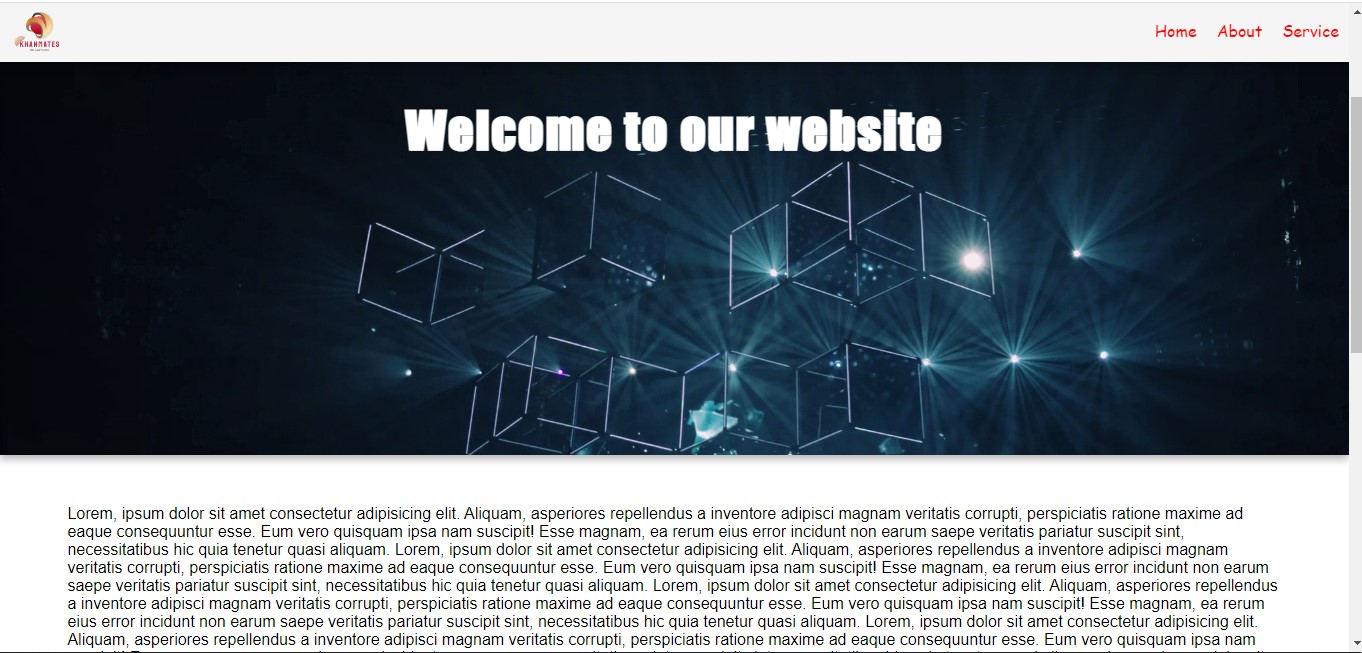 KHANMATES
Home About Service
Welcome to our website
Lorem, ipsum dolor sit amet consectetur adipisicing elit. Aliquam, asperiores repellendus a inventore adipisci magnam veritatis corrupti, perspiciatis ratione maxime ad
eaque consequuntur esse. Eum vero quisquam ipsa nam suscipit! Esse magnam, ea rerum eius error incidunt non earum saepe veritatis pariatur suscipit sint,
necessitatibus hic quia tenetur quasi aliquam. Lorem, ipsum dolor sit amet consectetur adipisicing elit. Aliquam, asperiores repellendus a inventore adipisci magnam
veritatis corrupti, perspiciatis ratione maxime ad eaque consequuntur esse. Eum vero quisquam ipsa nam suscipit! Esse magnam, ea rerum eius error incidunt non earum
saepe veritatis pariatur suscipit sint, necessitatibus hic quia tenetur quasi aliquam. Lorem, ipsum dolor sit amet consectetur adipisicing elit. Aliquam, asperiores repellendus
a inventore adipisci magnam veritatis corrupti, perspiciatis ratione maxime ad eaque consequuntur esse. Eum vero quisquam ipsa nam suscipit! Esse magnam, ea rerum
eius error incidunt non earum saepe veritatis pariatur suscipit sint, necessitatibus hic quia tenetur quasi aliquam. Lorem, ipsum dolor sit amet consectetur adipisicing elit.
Aliquam, asperiores repellendus a inventore adipisci magnam veritatis corrupti, perspiciatis ratione maxime ad eaque consequuntur esse. Eum vero quisquam ipsa nam